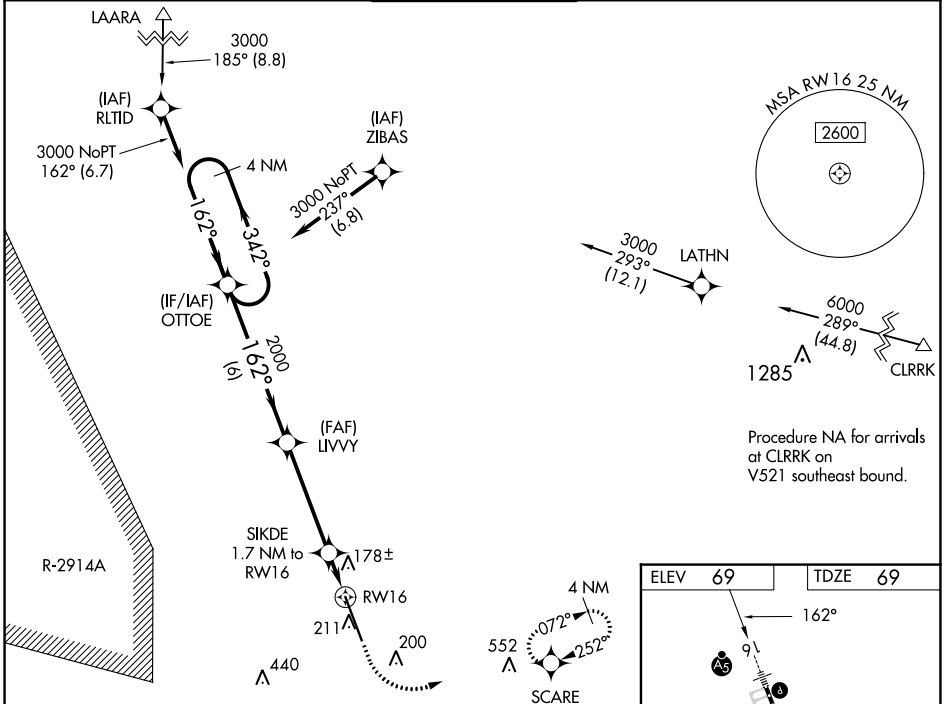 LAARA
3000
185° (8.8)
(IAF)
RLTID
3000 NoPT
162° (6.7)
4 NM
(IAF)
ZIBAS
3000 NoPT
237°
(6.8)
162°
342°
(IF/IAF)
OTTOE
2000
162°
(6)
(FAF)
LIVVY
SIKDE
1.7 NM to
RW16
178±
RW16
211
200
440
R-2914A
MSA RW16 25 NM
2600
3000
293°
(12.1)
LATHN
6000
289°
(44.8)
1285
CLRRK
Procedure NA for arrivals
at CLRRK on
V521 southeast bound.
4 NM
072°
252°
552
SCARE
ELEV 69
TDZE 69
162°
16
A5
P